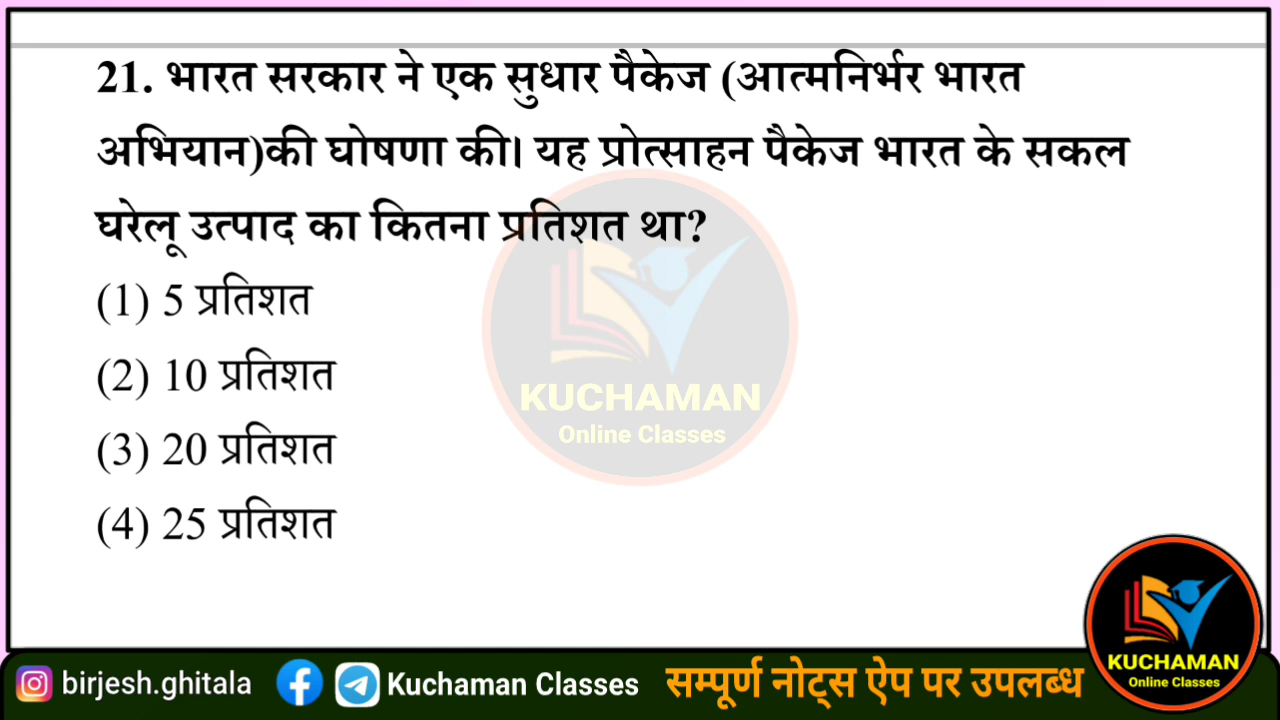 21. भारत सरकार ने एक सुधार पैकेज (आत्मनिर्भर भारत
अभियान)की घोषणा की। यह प्रोत्साहन पैकेज भारत के सकल
घरेलू उत्पाद का कितना प्रतिशत था?
(1) 5 प्रतिशत
(2) 10 प्रतिशत
(3) 20 प्रतिशत
(4) 25 प्रतिशत
KUCHAMAN
Online Classes
birjesh.ghitala
Kuchaman Classes
सम्पूर्ण नोट्स ऐप पर उपलब्ध
KUCHAMAN
Online Classes